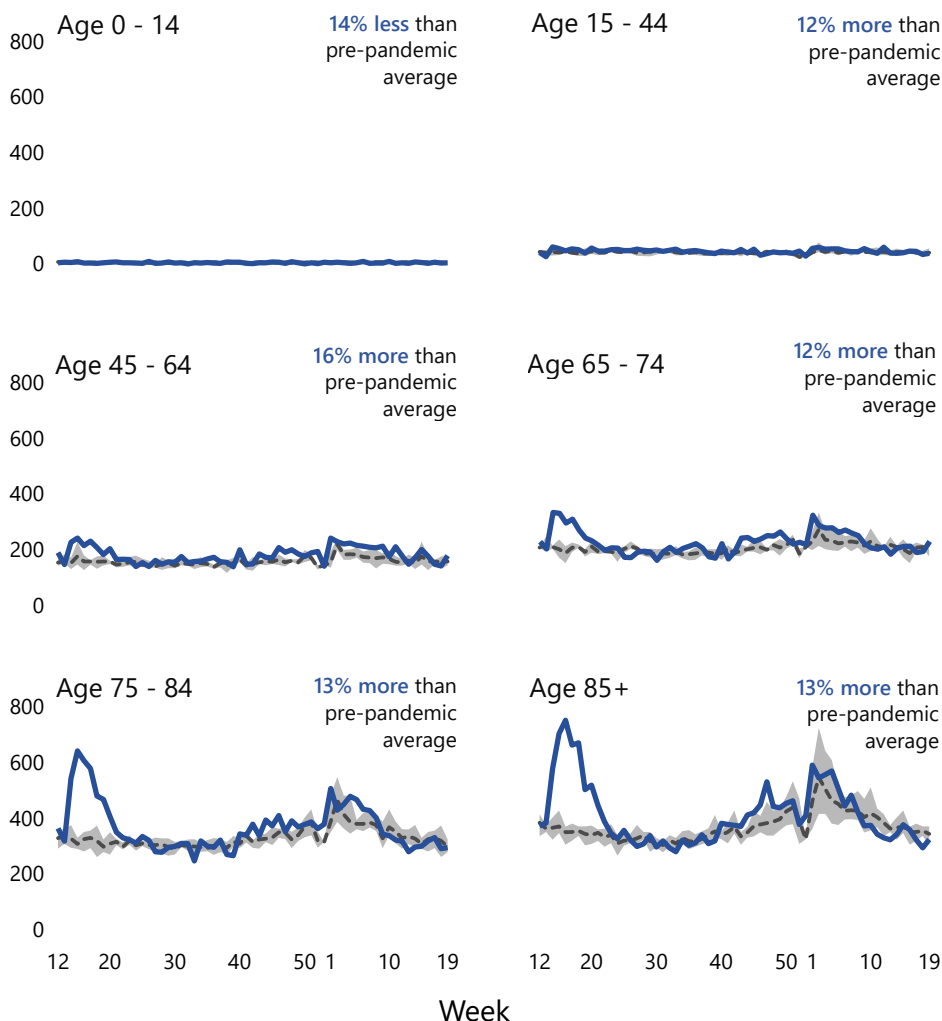 Age 0 - 14
14% less than
pre-pandemic
average
800
600
400
200
0
Age 15 - 44
12% more than
pre-pandemic
average
Age 45 - 64
16% more than
pre-pandemic
average
800
600
400
200
0
Age 65 - 74
12% more than
pre-pandemic
average
Age 75 - 84
13% more than
pre-pandemic
average
800
600
400
200
0
12 20 30 40 50 1 10 19
Age 85+
13% more than
pre-pandemic
average
12 20 30 40 50 1 10 19
Week